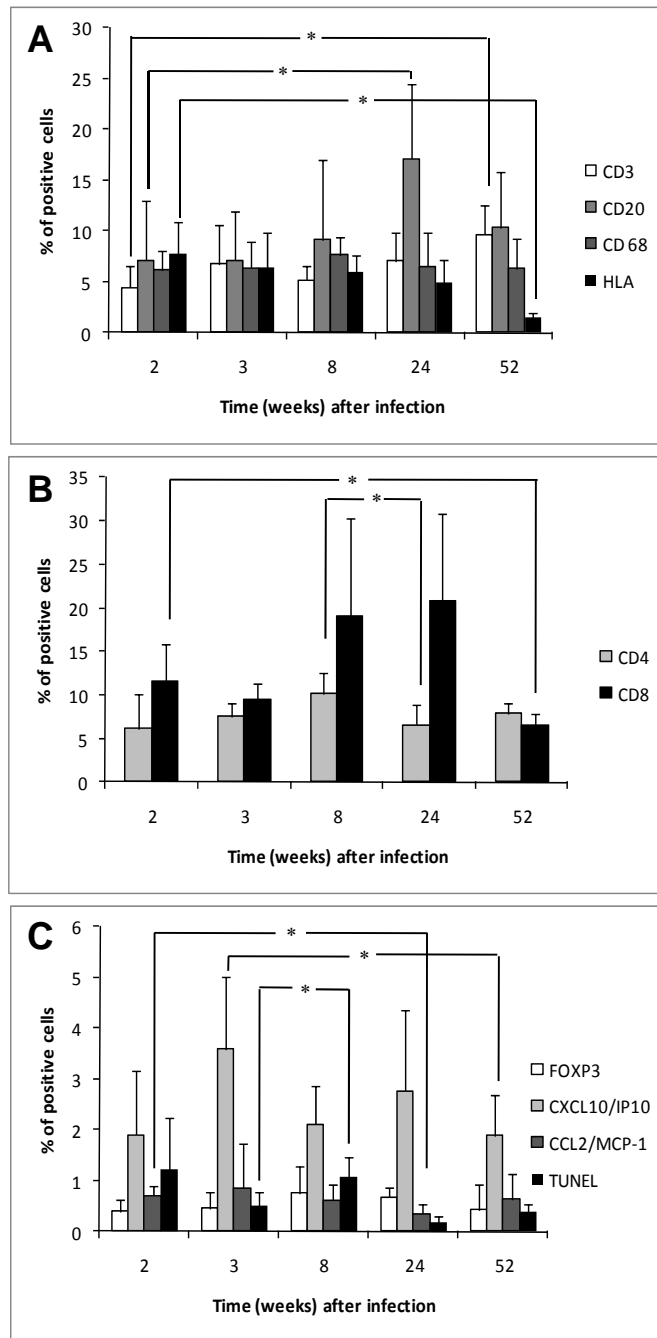 A
% of positive cells
30
25
20
15
10
5
0
*
*
*
2 3 8 24 52
Time (weeks) after infection
CD3
CD20
CD 68
HLA
B
% of positive cells
35
30
25
20
15
10
5
0
*
*
2 3 8 24 52
Time (weeks) after infection
CD4
CD8
C
% of positive cells
6
5
4
3
2
1
0
*
*
*
2 3 8 24 52
Time (weeks) after infection
FOXP3
CXCL10/IP10
CCL2/MCP-1
TUNEL